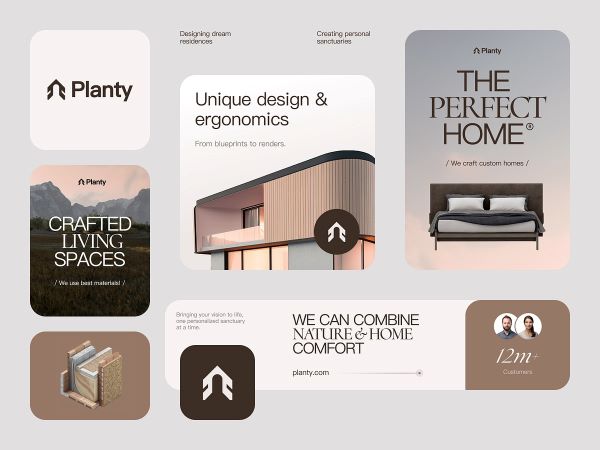 Planty
Designing dream
residences
Creating personal
sanctuaries
Unique design &
ergonomics
From blueprints to renders.
Planty
THE
PERFECT
HOME®
/ We craft custom homes /
Planty
CRAFTED
LIVING
SPACES
/ We use best materials! /
Bringing your vision to life,
one personalized sanctuary
at a time.
WE CAN COMBINE
NATURE & HOME
COMFORT
planty.com
12m+
Customers